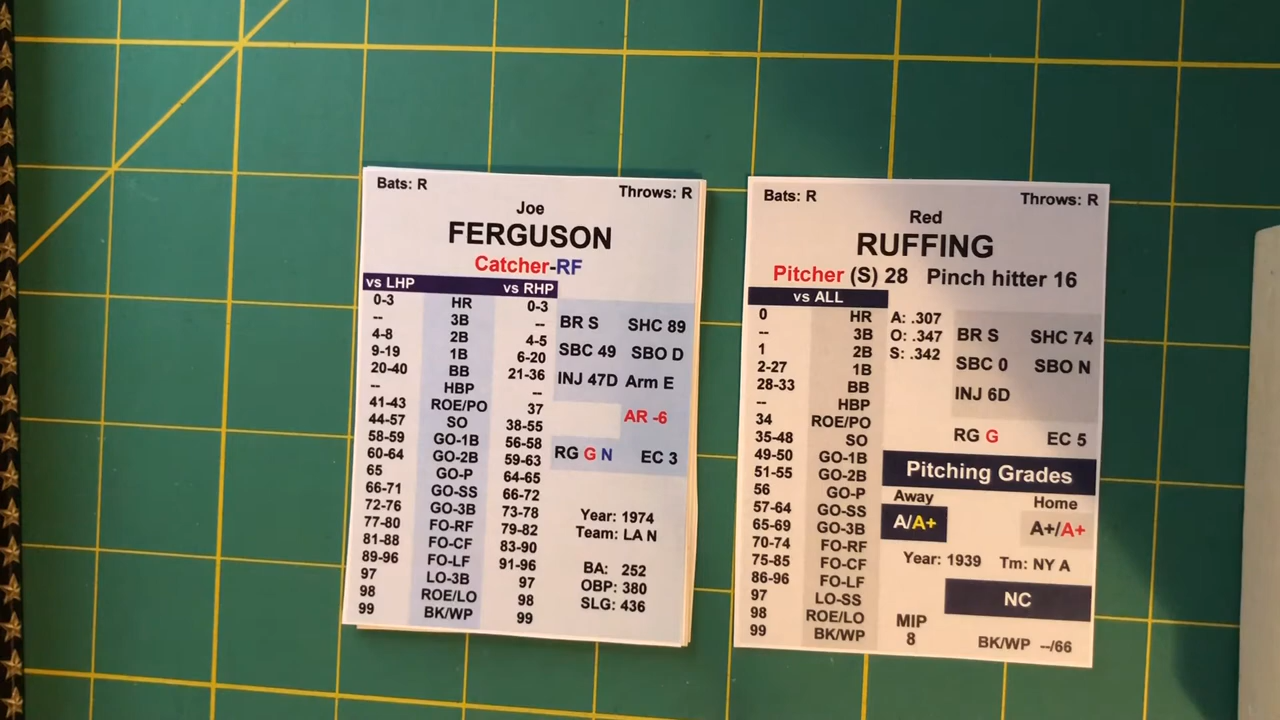 Bats: R Throws: R
Joe
FERGUSON
Catcher-RF
vs LHP vs RHP
0-3 HR 0-3
-- 3B --
4-8 2B 4-5
9-19 1B 6-20
20-40 BB 21-36
-- HBP --
41-43 ROE/PO 37
44-57 SO 38-55
58-59 GO-1B 56-58
60-64 GO-2B 59-63
65 GO-P 64-65
66-71 GO-SS 66-72
72-76 GO-3B 73-78
77-80 FO-RF 79-82
81-88 FO-CF 83-90
89-96 FO-LF 91-96
97 LO-3B 97
98 ROE/LO 98
99 BK/WP 99
BR S SHC 89
SBC 49 SBO D
INJ 47D Arm E
AR -6
RG G N EC 3
Year: 1974
Team: LA N
BA: 252
OBP: 380
SLG: 436
Bats: R Throws: R
Red
RUFFING
Pitcher (S) 28 Pinch hitter 16
vs ALL
0 HR
-- 3B
1 2B
2-27 1B
28-33 BB
-- HBP
34 ROE/PO
35-48 SO
49-50 GO-1B
51-55 GO-2B
56 GO-P
57-64 GO-SS
65-69 GO-3B
70-74 FO-RF
75-85 FO-CF
86-96 FO-LF
97 LO-SS
98 ROE/LO
99 BK/WP
A: .307
O: .347
S: .342
BR S SHC 74
SBC 0 SBO N
INJ 6D
RG G EC 5
Pitching Grades
Away Home
A/A+ A+/A+
Year: 1939 Tm: NY A
NC
MIP
8
BK/WP --/66